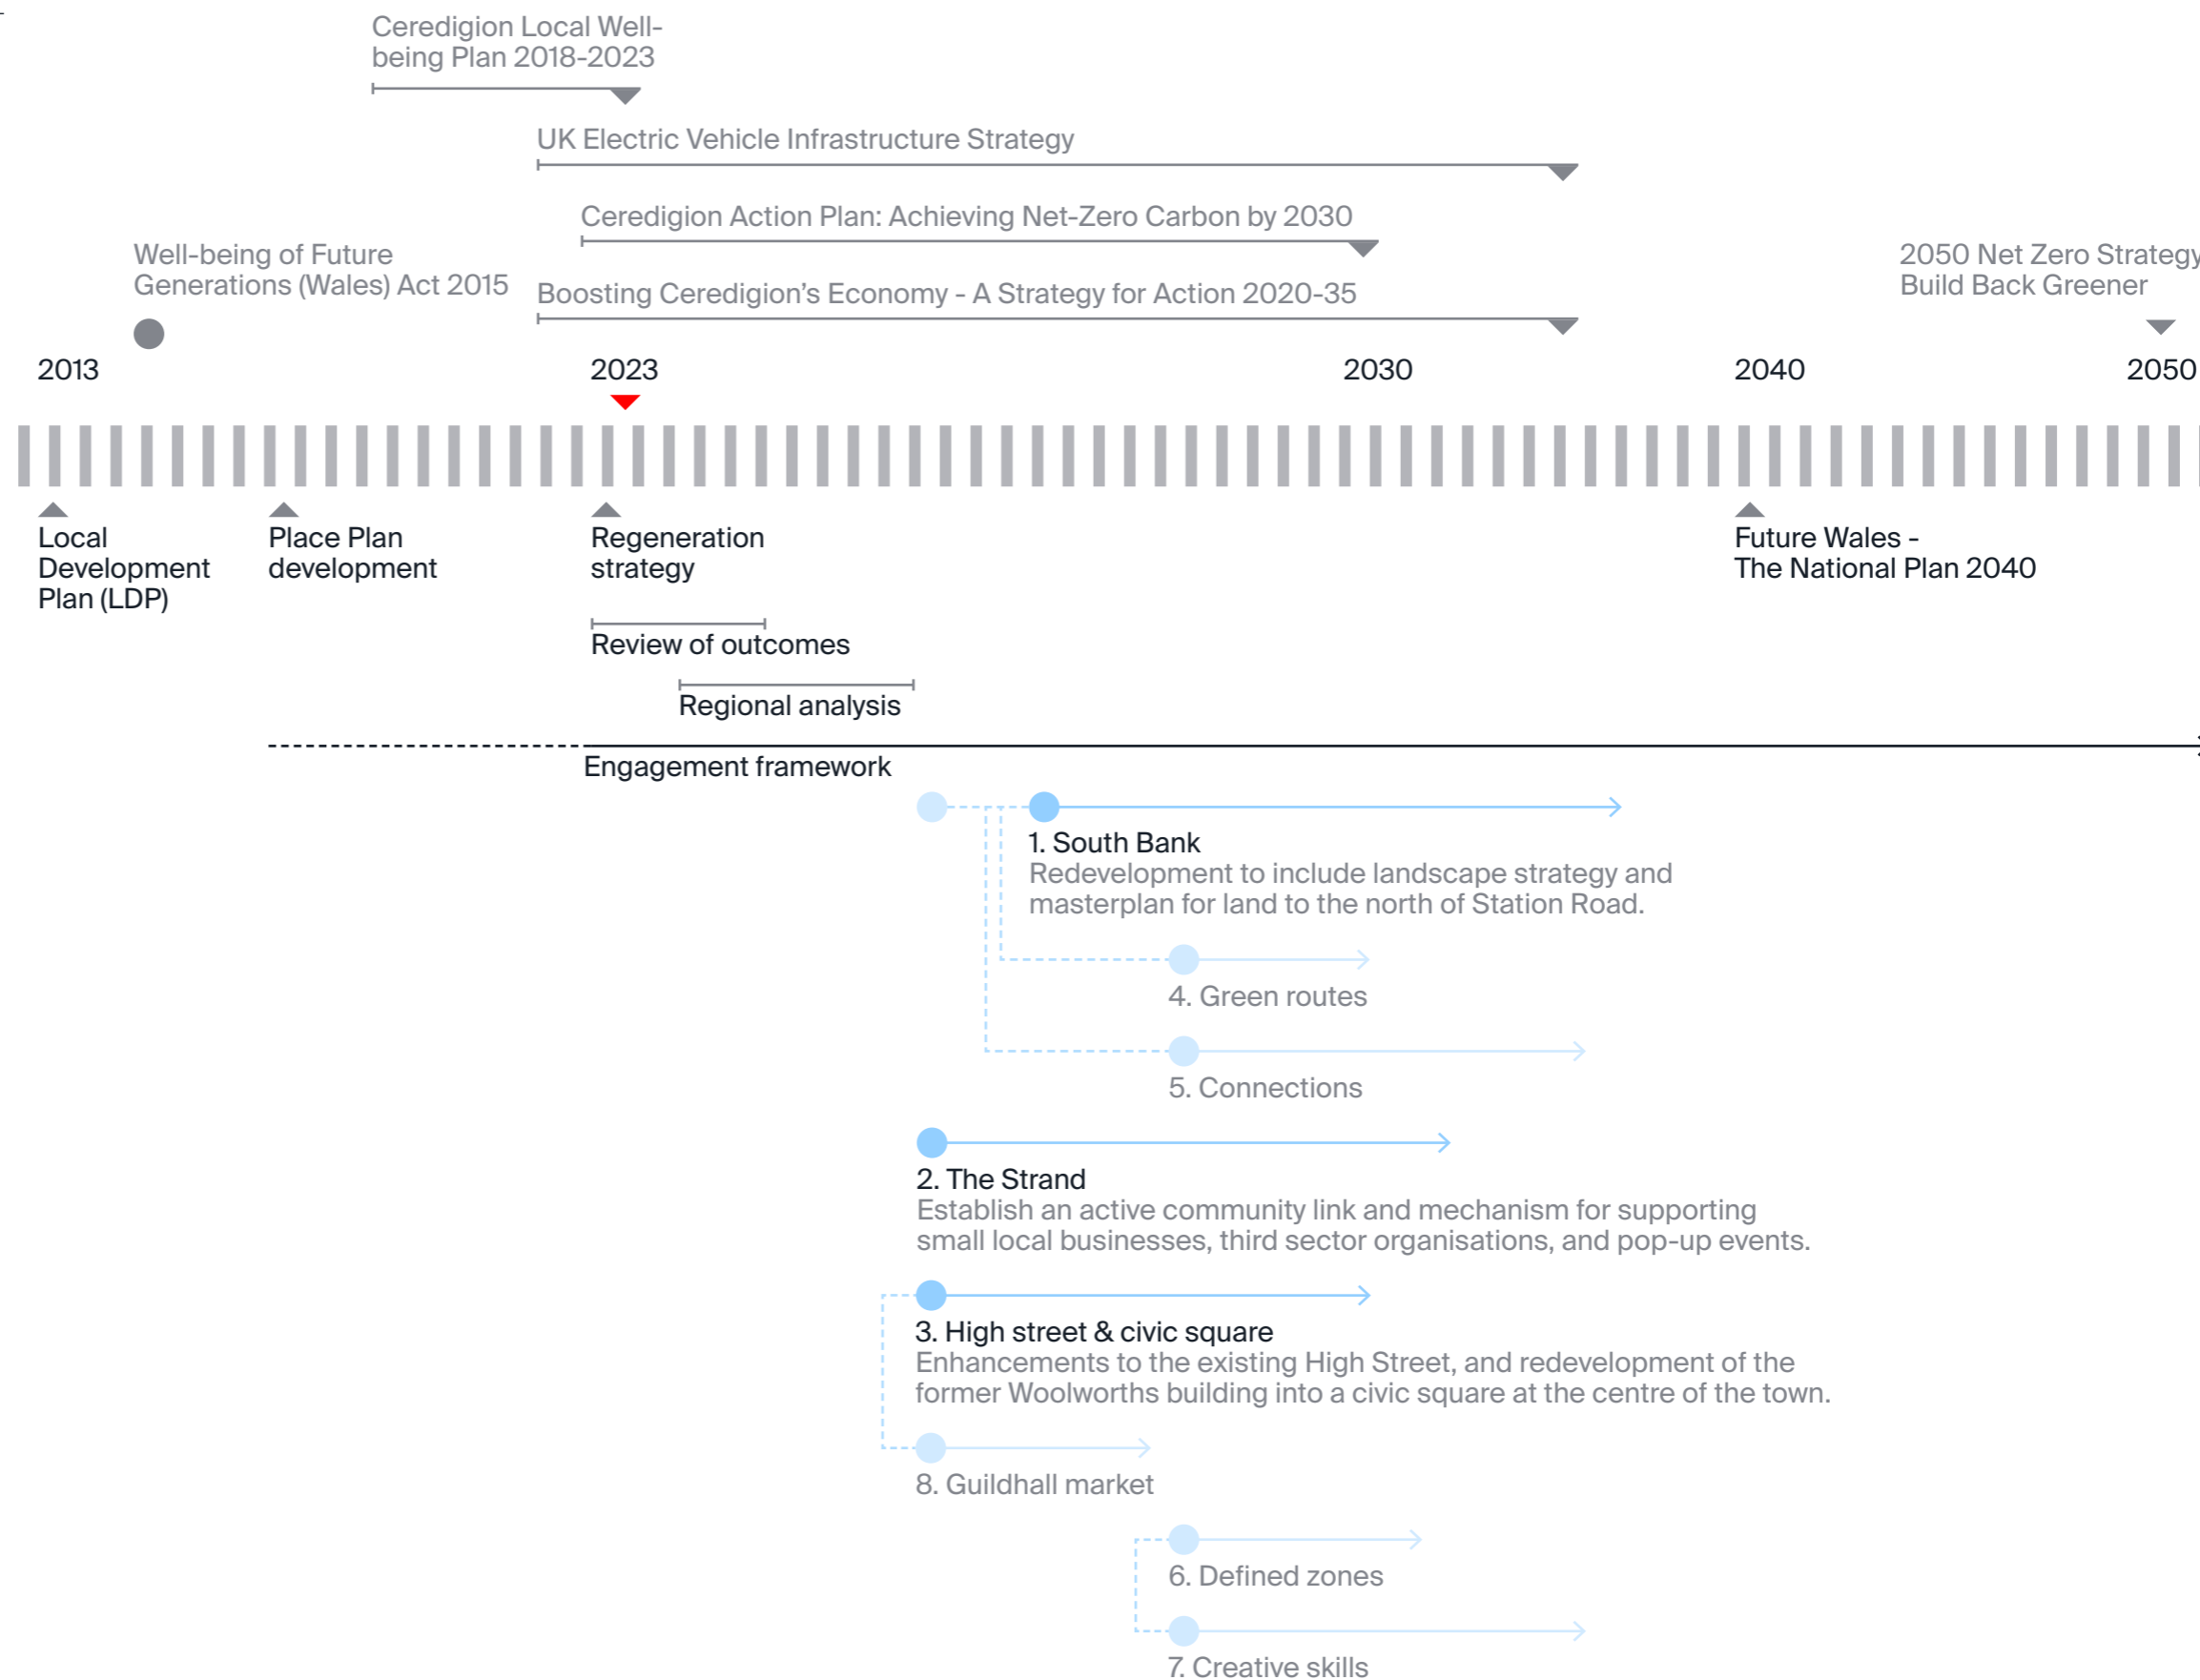 Ceredigion Local Well-
being Plan 2018-2023
UK Electric Vehicle Infrastructure Strategy
Ceredigion Action Plan: Achieving Net-Zero Carbon by 2030
Well-being of Future
Generations (Wales) Act 2015
2050 Net Zero Strategy
Build Back Greener
Boosting Ceredigion's Economy - A Strategy for Action 2020-35
2013
2023
2030
2040
2050
Local
Development
Plan (LDP)
Place Plan
development
Regeneration
strategy
Future Wales -
The National Plan 2040
Review of outcomes
Regional analysis
Engagement framework
1. South Bank
Redevelopment to include landscape strategy and
masterplan for land to the north of Station Road.
4. Green routes
5. Connections
2. The Strand
Establish an active community link and mechanism for supporting
small local businesses, third sector organisations, and pop-up events.
3. High street & civic square
Enhancements to the existing High Street, and redevelopment of the
former Woolworths building into a civic square at the centre of the town.
8. Guildhall market
6. Defined zones
7. Creative skills